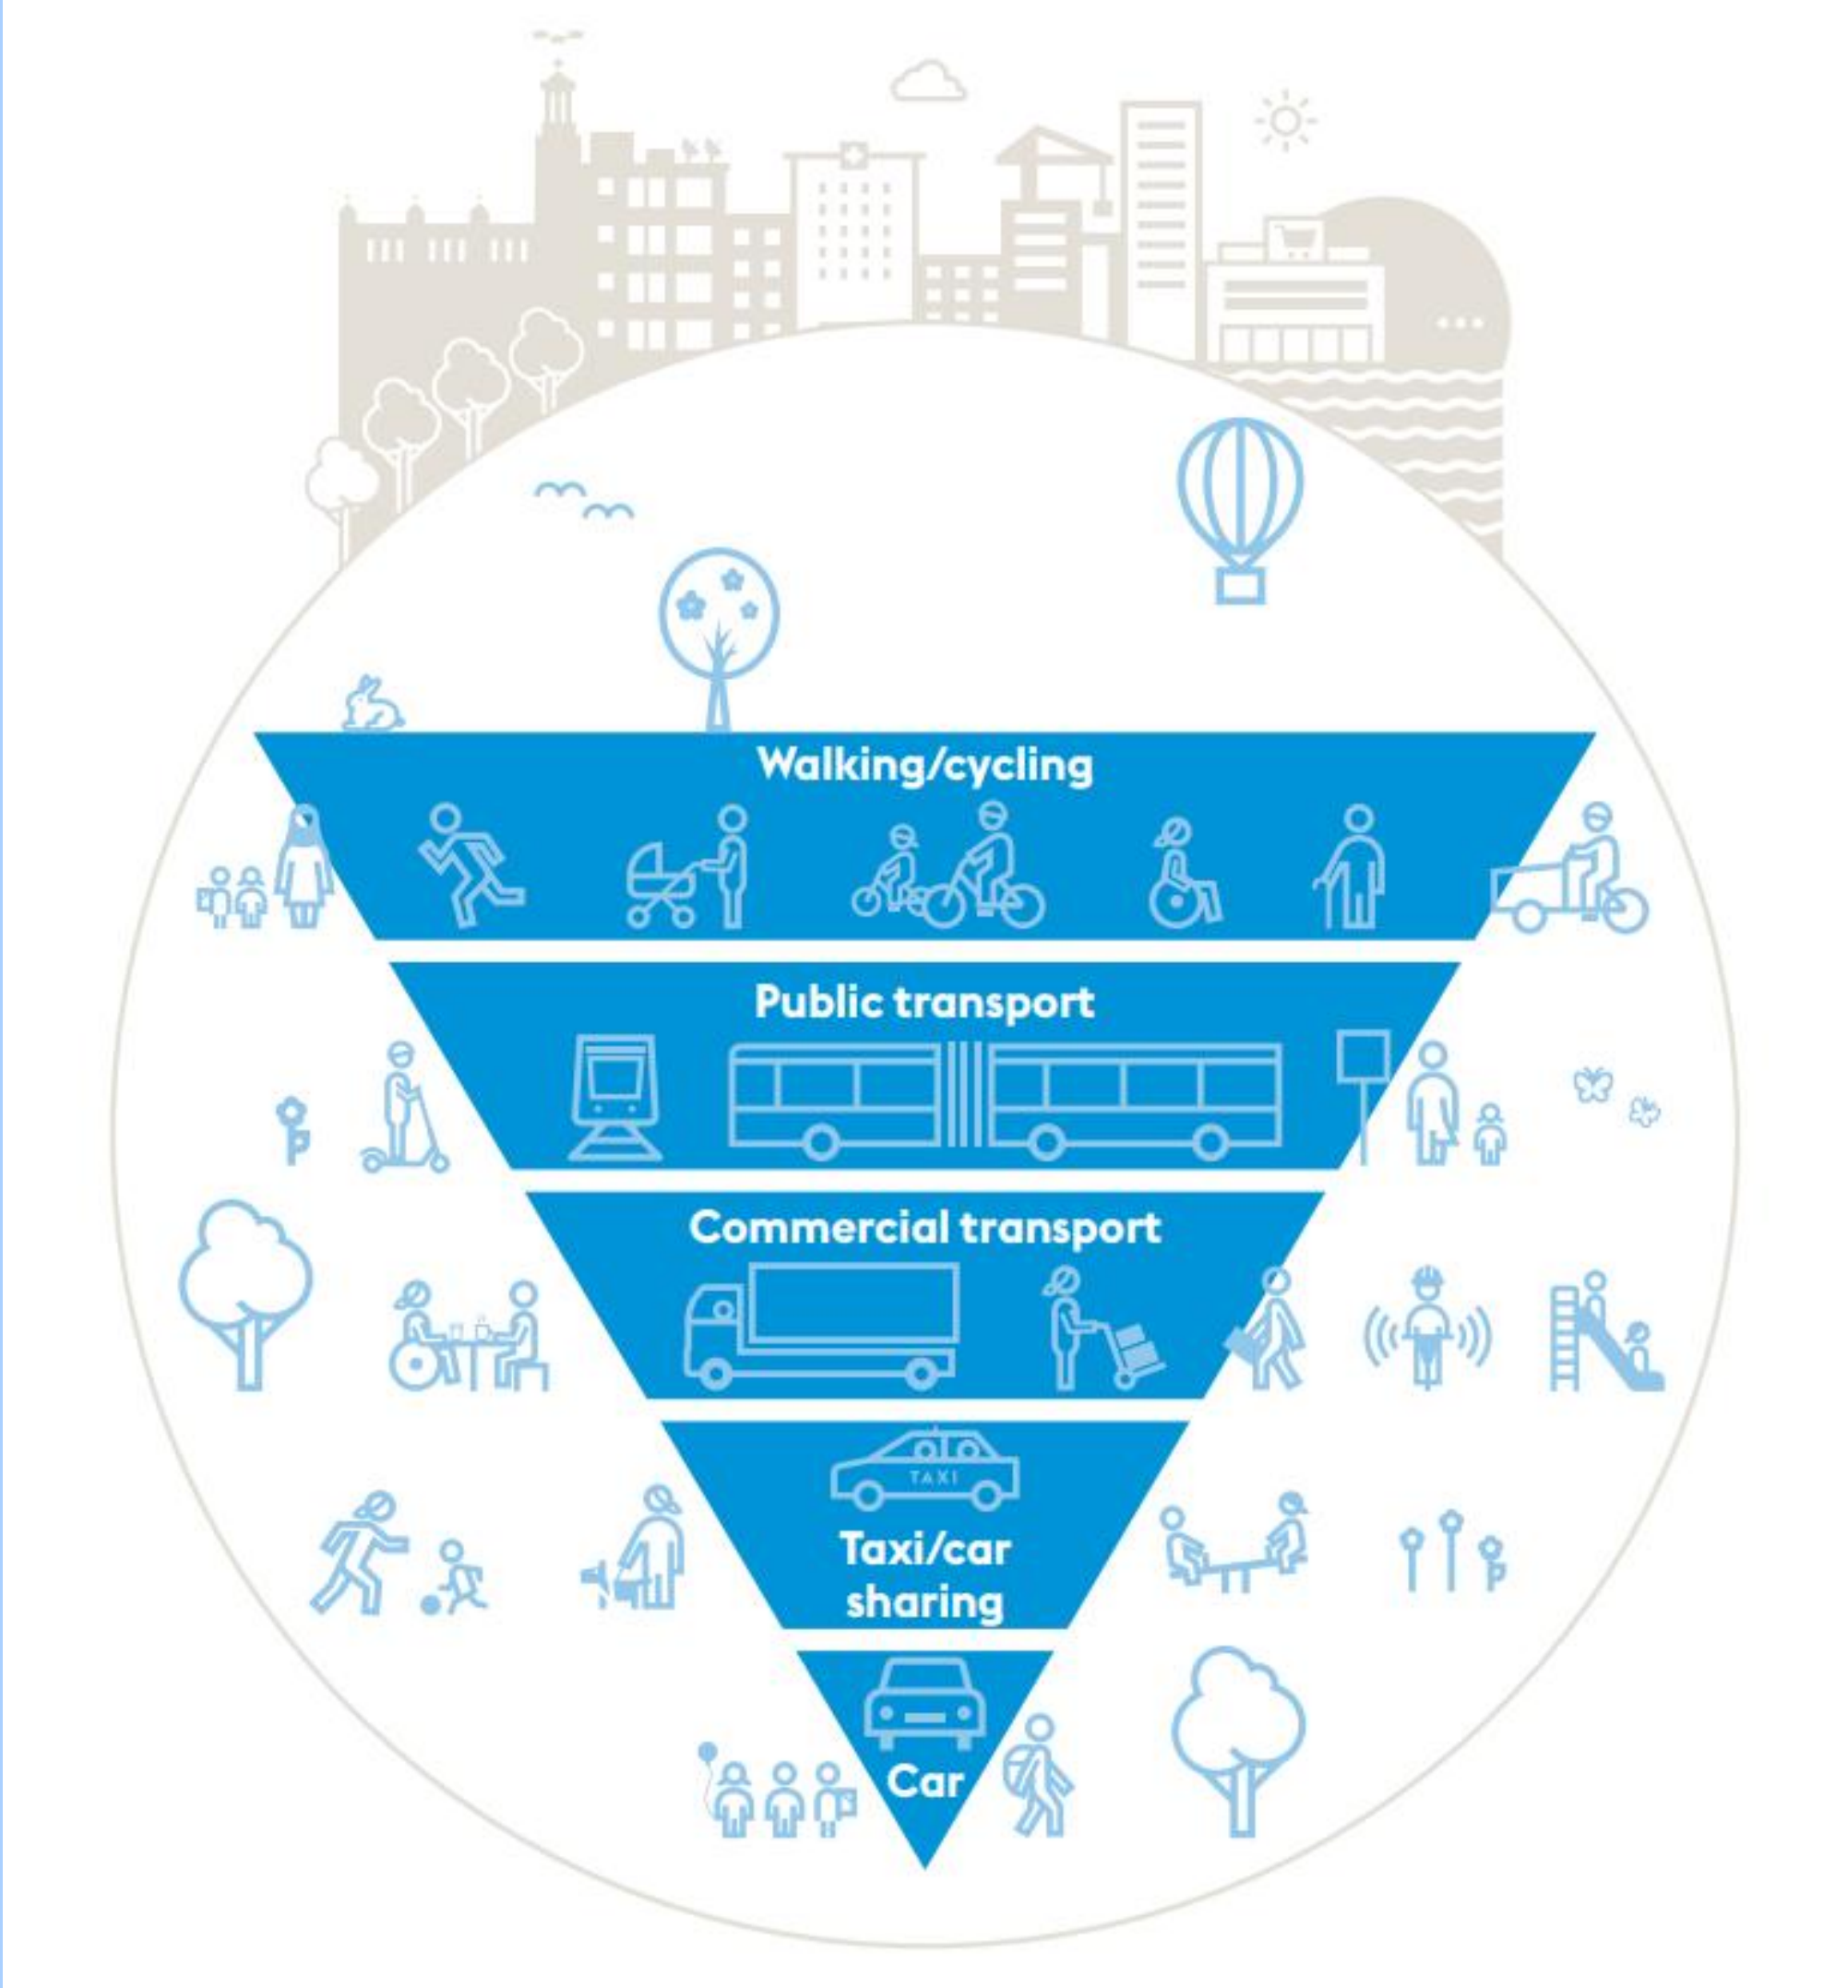 Walking/cycling
Public transport
Commercial transport
TAXI
Taxi/car
sharing
Car